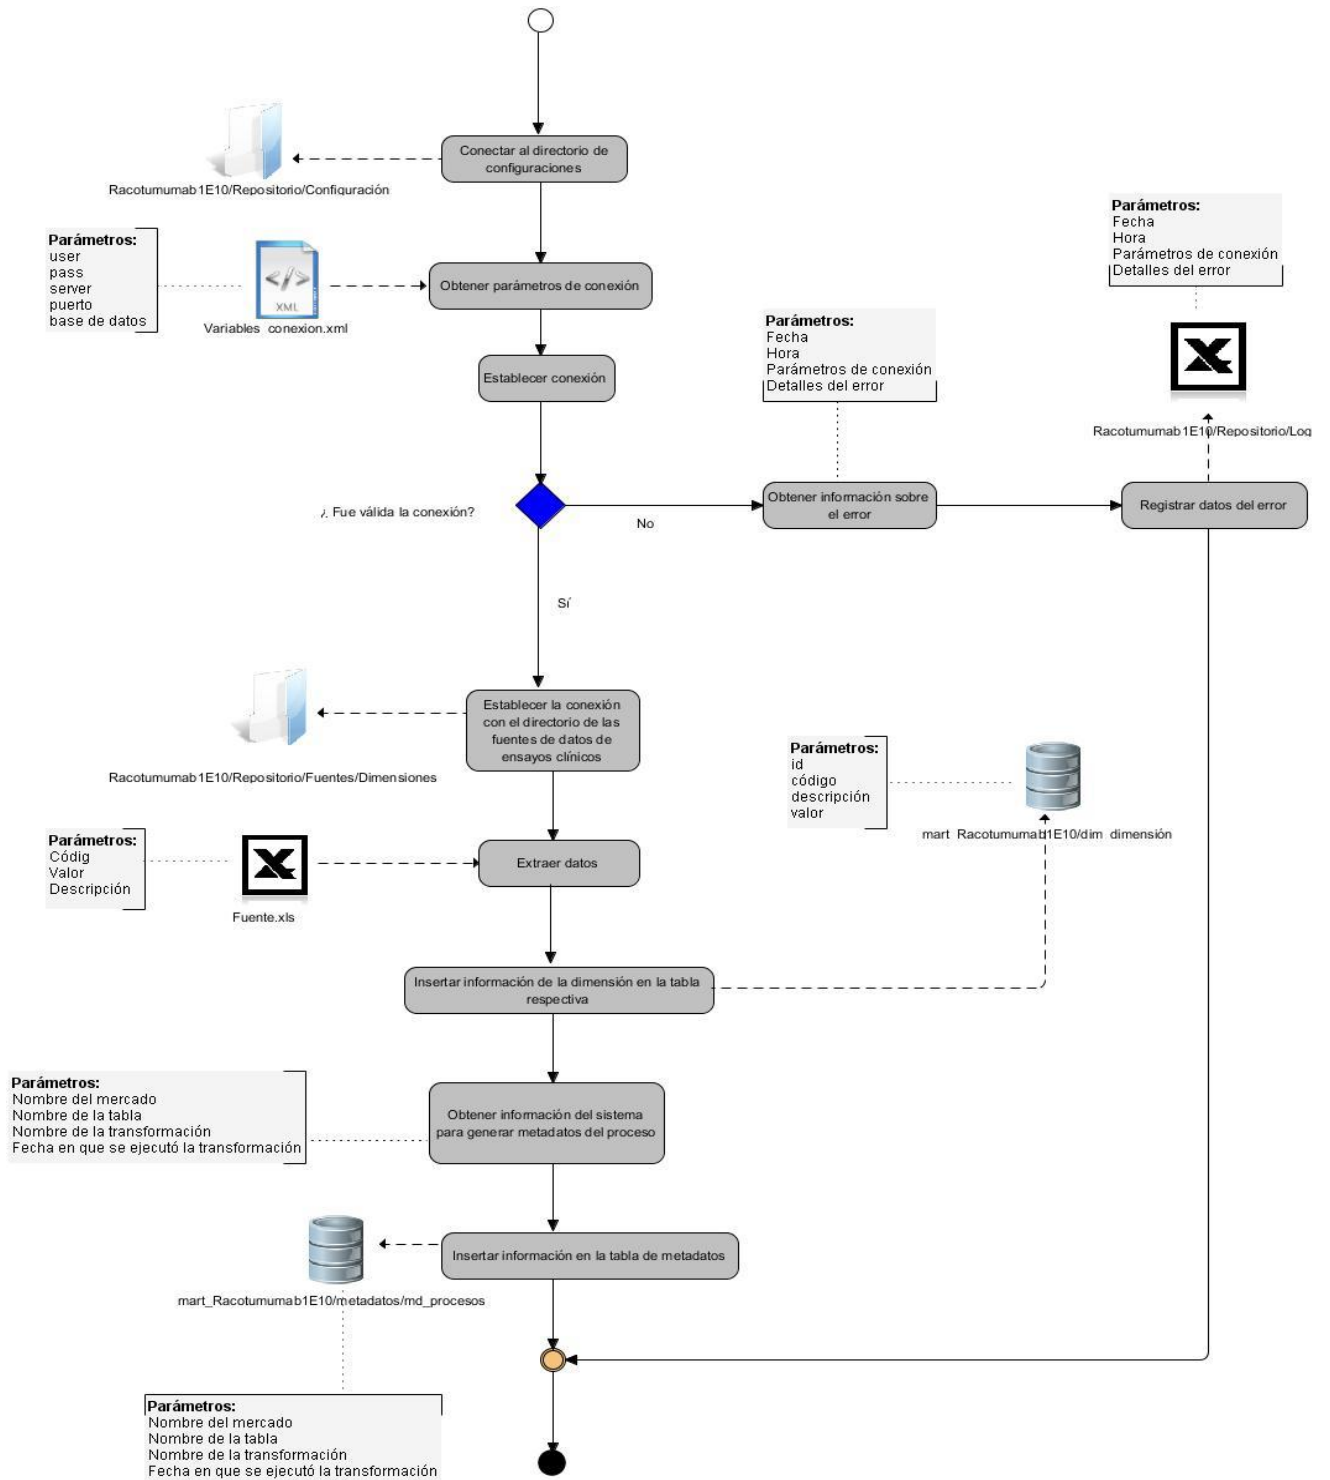 Conectar al directorio de
configuraciones
Racotumumab1E10/Repositorio/Configuración
Parámetros:
Fecha
Hora
Parámetros de conexión
Detalles del error
Parámetros:
user
pass
server
puerto
base de datos
XML
Variables conexion.xml
Obtener parámetros de conexión
Parámetros:
Fecha
Hora
Parámetros de conexión
Detalles del error
Establecer conexión
Racotumumab1E10/Repositorio/Log
¿ Fue válida la conexión?
No
Obtener información sobre
el error
Registrar datos del error
Sí
Establecer la conexión
con el directorio de las
fuentes de datos de
ensayos clínicos
Racotumumab1E10/Repositorio/Fuentes/Dimensiones
Parámetros:
id
código
descripción
valor
mart Racotumumab1E10/dim dimensión
Parámetros:
Códig
Valor
Descripción
Fuente.xls
Extraer datos
Insertar información de la dimensión en la tabla
respectiva
Parámetros:
Nombre del mercado
Nombre de la tabla
Nombre de la transformación
Fecha en que se ejecutó la transformación
Obtener información del sistema
para generar metadatos del proceso
Insertar información en la tabla de metadatos
mart_Racotumumab1E10/metadatos/md_procesos
Parámetros:
Nombre del mercado
Nombre de la tabla
Nombre de la transformación
Fecha en que se ejecutó la transformación